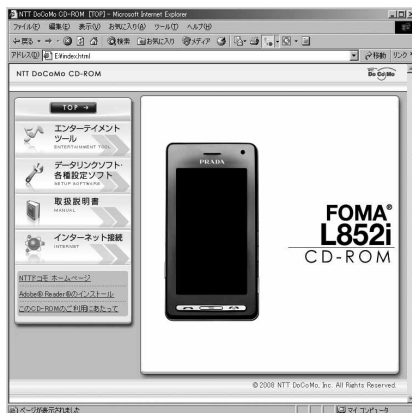 NTT DoCoMo CD-ROM [TOP] - Microsoft Internet Explorer
ファイル(F) 編集(E) 表示(V) お気に入り(A) ツール(T) ヘルプ(H)
戻る 検索 お気に入り メディア
アドレス(D) E:¥index.html 移動 リンク
NTT DoCoMo CD-ROM
DoCoMo
TOP
エンターテイメント
ツール
ENTERTAINMENT TOOL
データリンクソフト・
各種設定ソフト
SETUP SOFTWARE
取扱説明書
MANUAL
インターネット接続
INTERNET
NTTドコモ ホームページ
Adobe® Reader®のインストール
このCD-ROMのご利用にあたって
PRADA
FOMA®
L852i
CD-ROM
© 2008 NTT DoCoMo, Inc. All Rights Reserved.
ページが表示されました
マイ コンピュータ